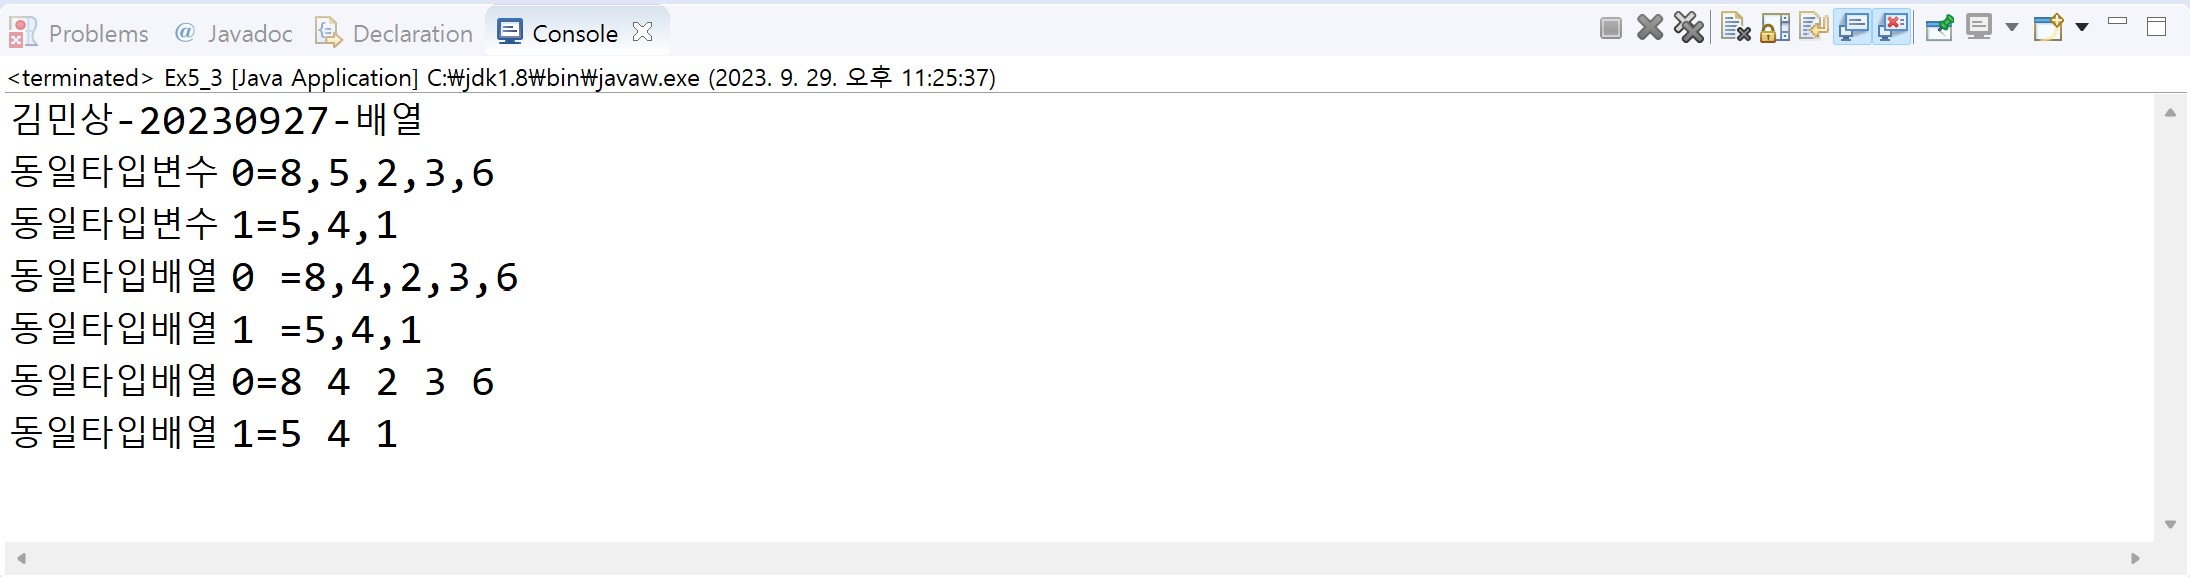 Problems @ Javadoc Declaration Console
<terminated> Ex5_3 [Java Application] C:₩jdk1.8₩bin₩javaw.exe (2023. 9. 29. 오후 11:25:37)
김민상-20230927-배열
동일타입변수 0=8,5,2,3,6
동일타입변수 1=5,4,1
동일타입배열 0 =8,4,2,3,6
동일타입배열 1 =5,4,1
동일타입배열 0=8 4 2 3 6
동일타입배열 1=5 4 1